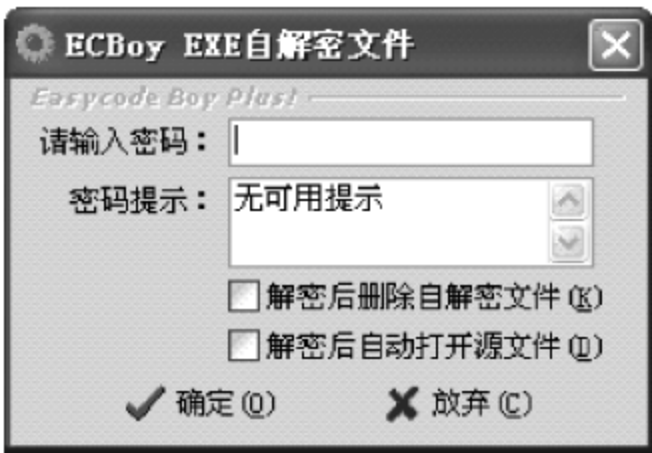 ECBoy EXE自解密文件
Easycode Boy Plus!
请输入密码：
密码提示：无可用提示
解密后删除自解密文件(K)
解密后自动打开源文件(D)
确定(O) 放弃(C)